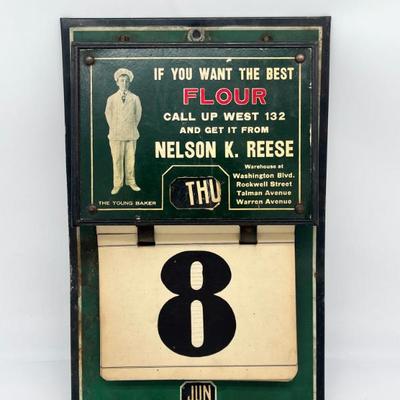 IF YOU WANT THE BEST
FLOUR
CALL UP WEST 132
AND GET IT FROM
NELSON K. REESE
Warehouse at
Washington Blvd.
Rockwell Street
Talman Avenue
Warren Avenue
THE YOUNG BAKER
THU
8
JUN